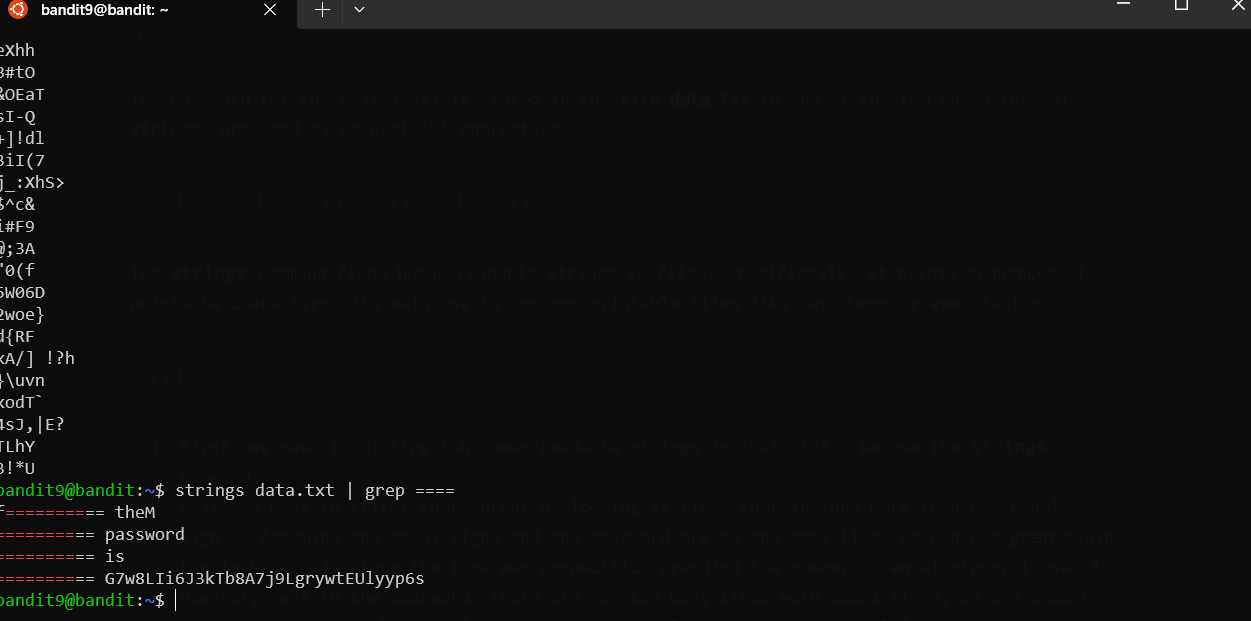 bandit9@bandit: ~
eXhh
3#tO
&OEaT
sI-Q
+]!dl
3iI(7
j_:XhS>
$^c&
i#F9
@;3A
"0(f
5W06D
2woe}
d{RF
xA/] !?h
}\uvn
xodT`
4sJ,|E?
TLhY
3!*U
bandit9@bandit:~$ strings data.txt | grep ====
f========== theM
========== password
========== is
========== G7w8LIi6J3kTb8A7j9LgrywtEUlyyp6s
bandit9@bandit:~$
Task
The password for the next level is stored in the file data.txt in one of the few human-readable
strings, preceded by several '=' characters.
A little bit of Theory
The strings command finds human-readable strings in files. Specifically, it prints sequences of
printable characters. Its main use is for non-printable files like hex dumps or executables.
Solution
1. First, we need to distinguish human-readable strings in 'data.txt'. We use the strings
command.
Next, we want to filter that output by looking at lines that include more than one equal
sign. - Assuming the equal signs and the password are on the same line, we can use grep again
task was unspecific regarding the number of equal signs, I used 3,
however, next to the password, there are not too many lines with equal signs, so any amount